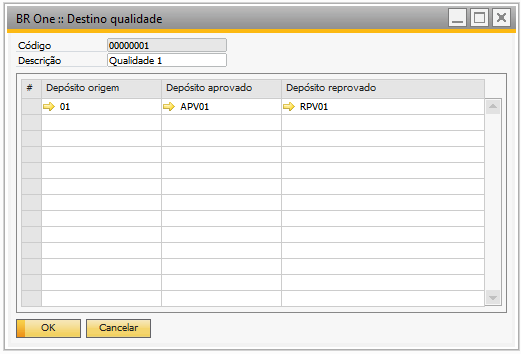 BR One :: Destino qualidade
Código 00000001
Descrição Qualidade 1
# Depósito origem Depósito aprovado Depósito reprovado
01 APV01 RPV01
OK Cancelar